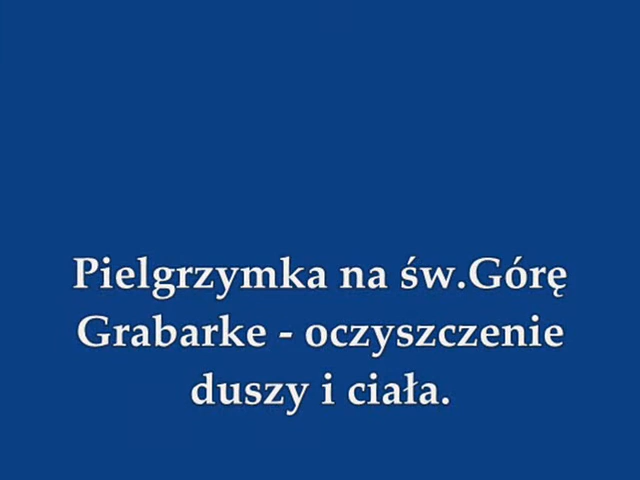 Pielgrzymka na św.Górę
Grabarke - oczyszczenie
duszy i ciała.